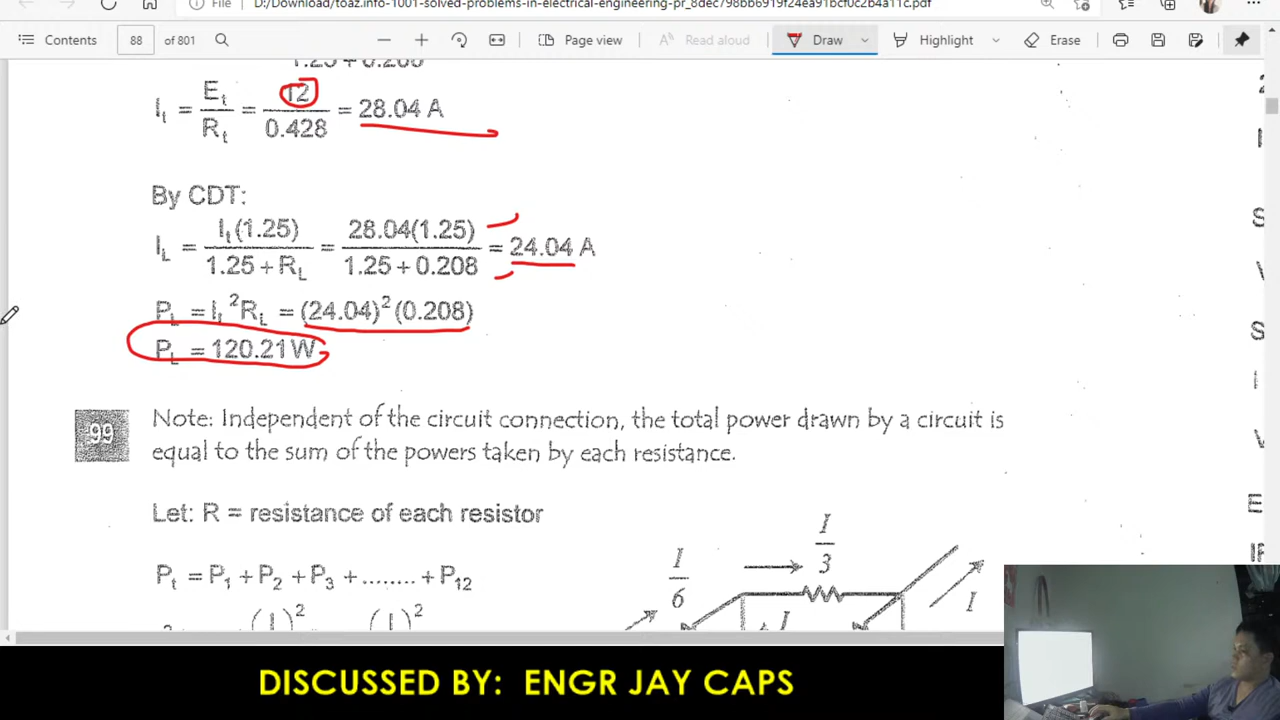 File D:/Download/toaz.info-1001-solved-problems-in-electrical-engineering-pr_8dec798bb6919f24ea91bcf0c2b4a11c.pdf
Contents 88 of 801 Page view Read aloud Draw Highlight Erase
1.25 + 0.208
I_t = E_t / R_t = 12 / 0.428 = 28.04 A
By CDT:
I_L = I_t(1.25) / 1.25 + R_L = 28.04(1.25) / 1.25 + 0.208 = 24.04 A
P_L = I_L^2 R_L = (24.04)^2 (0.208)
P_L = 120.21 W
99
Note: Independent of the circuit connection, the total power drawn by a circuit is
equal to the sum of the powers taken by each resistance.
Let: R = resistance of each resistor
P_t = P_1 + P_2 + P_3 + ........ + P_12
I/6
I/3
I
DISCUSSED BY: ENGR JAY CAPS